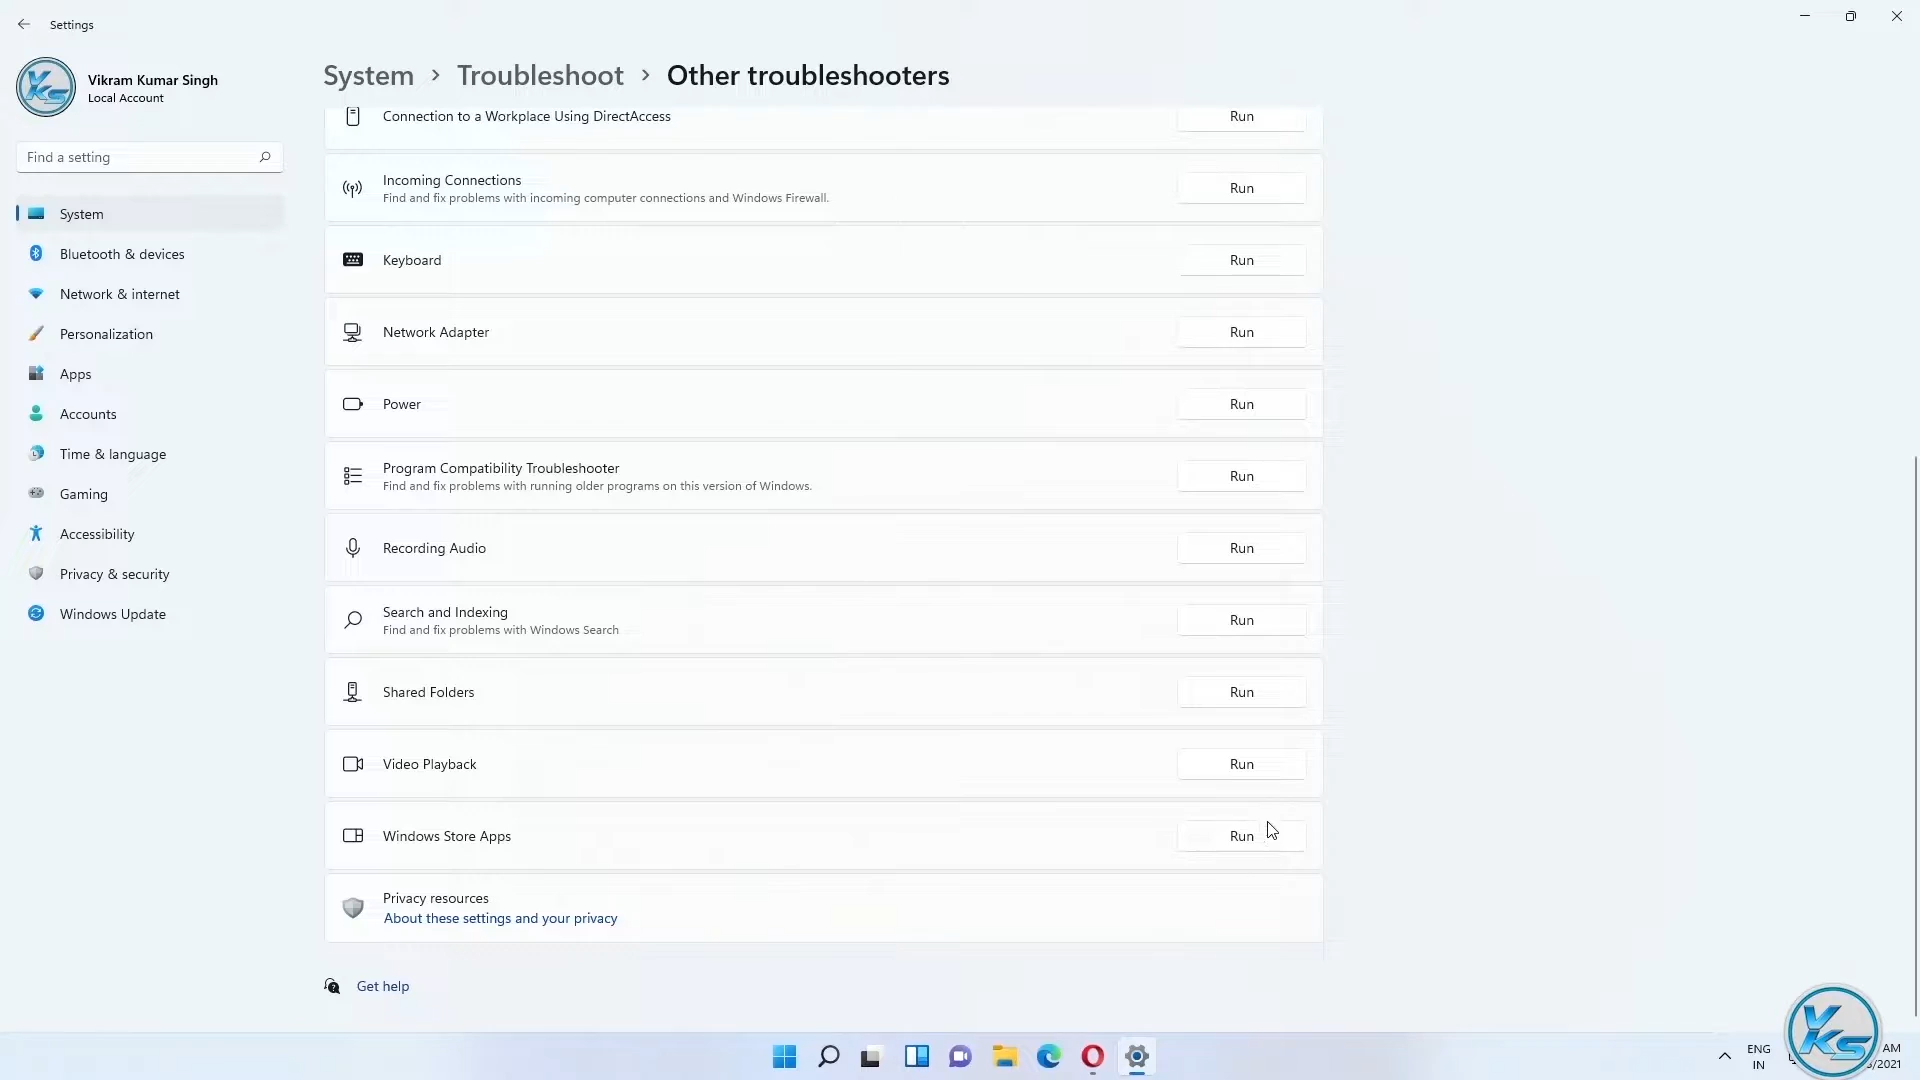 Settings
Vikram Kumar Singh
Local Account
Find a setting
System
Bluetooth & devices
Network & internet
Personalization
Apps
Accounts
Time & language
Gaming
Accessibility
Privacy & security
Windows Update
System > Troubleshoot > Other troubleshooters
Connection to a Workplace Using DirectAccess Run
Incoming Connections
Find and fix problems with incoming computer connections and Windows Firewall.
Run
Keyboard Run
Network Adapter Run
Power Run
Program Compatibility Troubleshooter
Find and fix problems with running older programs on this version of Windows.
Run
Recording Audio Run
Search and Indexing
Find and fix problems with Windows Search
Run
Shared Folders Run
Video Playback Run
Windows Store Apps Run
Privacy resources
About these settings and your privacy
Get help
ENG
IN
AM
/2021
VKS